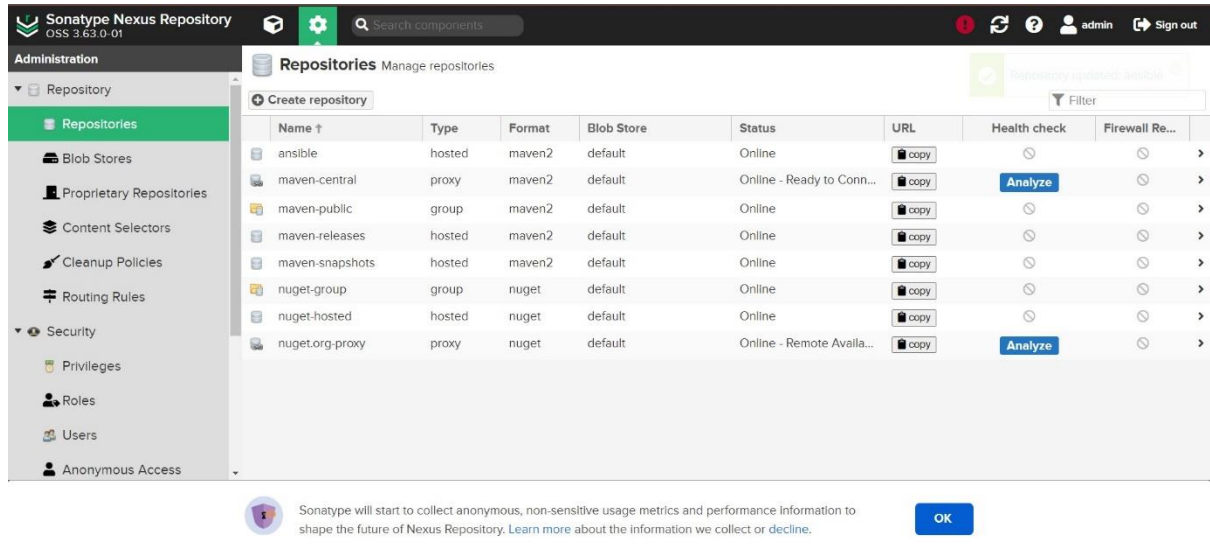 Sonatype Nexus Repository
OSS 3.63.0-01
Search components
admin
Sign out
Administration
Repositories Manage repositories
Repository updated: ansible
Repository
Create repository
Filter
Repositories
Name Type Format Blob Store Status URL Health check Firewall Re...
ansible hosted maven2 default Online copy
Blob Stores
maven-central proxy maven2 default Online - Ready to Conn... copy Analyze
Proprietary Repositories
maven-public group maven2 default Online copy
Content Selectors
maven-releases hosted maven2 default Online copy
Cleanup Policies
maven-snapshots hosted maven2 default Online copy
Routing Rules
nuget-group group nuget default Online copy
nuget-hosted hosted nuget default Online copy
Security
nuget.org-proxy proxy nuget default Online - Remote Availa... copy Analyze
Privileges
Roles
Users
Anonymous Access
Sonatype will start to collect anonymous, non-sensitive usage metrics and performance information to
shape the future of Nexus Repository. Learn more about the information we collect or decline.
OK